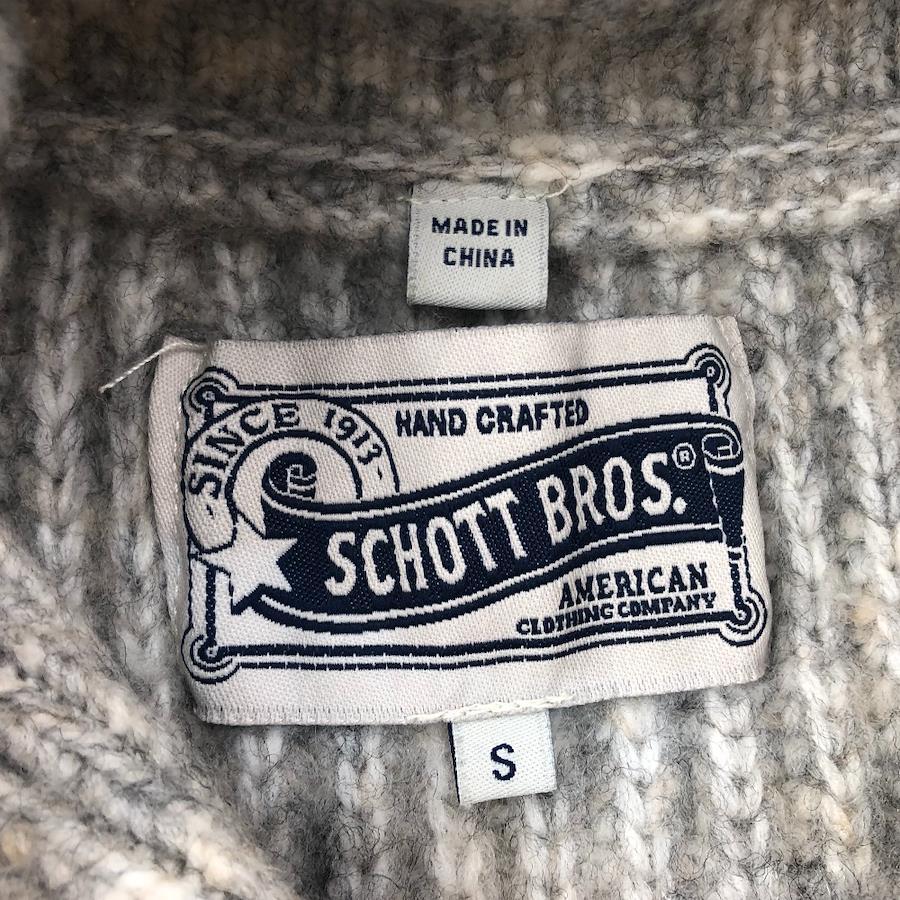 MADE IN
CHINA
SINCE 1913
HAND CRAFTED
SCHOTT BROS.®
AMERICAN
CLOTHING COMPANY
S